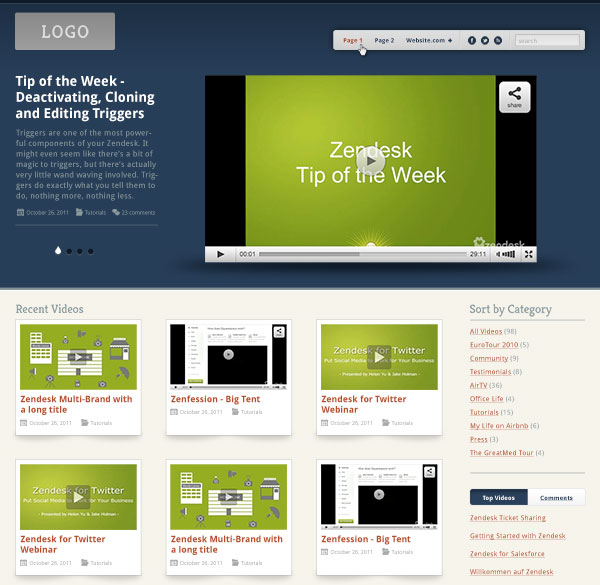 LOGO
Page 1 Page 2 Website.com
search
Tip of the Week -
Deactivating, Cloning
and Editing Triggers
Triggers are one of the most power-
ful components of your Zendesk. It
might even seem like there's a bit of
magic to triggers, but there's actually
very little wand waving involved. Trig-
gers do exactly what you tell them to
do, nothing more, nothing less.
October 26, 2011 Tutorials 23 comments
share
Zendesk
Tip of the Week
zendesk
00:01 29:11
Recent Videos
Zendesk Multi-Brand with
a long title
October 26, 2011 Tutorials
share
Zenfession - Big Tent
October 26, 2011 Tutorials
Zendesk for Twitter
Put Social Media to Work for Your Business
- Presented by Helen Yu & Jake Holman -
Zendesk for Twitter
Webinar
October 26, 2011 Tutorials
Zendesk for Twitter
Put Social Media to Work for Your Business
- Presented by Helen Yu & Jake Holman -
Zendesk for Twitter
Webinar
October 26, 2011 Tutorials
Zendesk Multi-Brand with
a long title
October 26, 2011 Tutorials
share
Zenfession - Big Tent
October 26, 2011 Tutorials
Sort by Category
All Videos (98)
EuroTour 2010 (5)
Community (9)
Testimonials (8)
AirTV (36)
Office Life (4)
Tutorials (15)
My Life on Airbnb (6)
Press (3)
The GreatMed Tour (4)
Top Videos Comments
Zendesk Ticket Sharing
Getting Started with Zendesk
Zendesk for Salesforce
Willkommen auf Zendesk